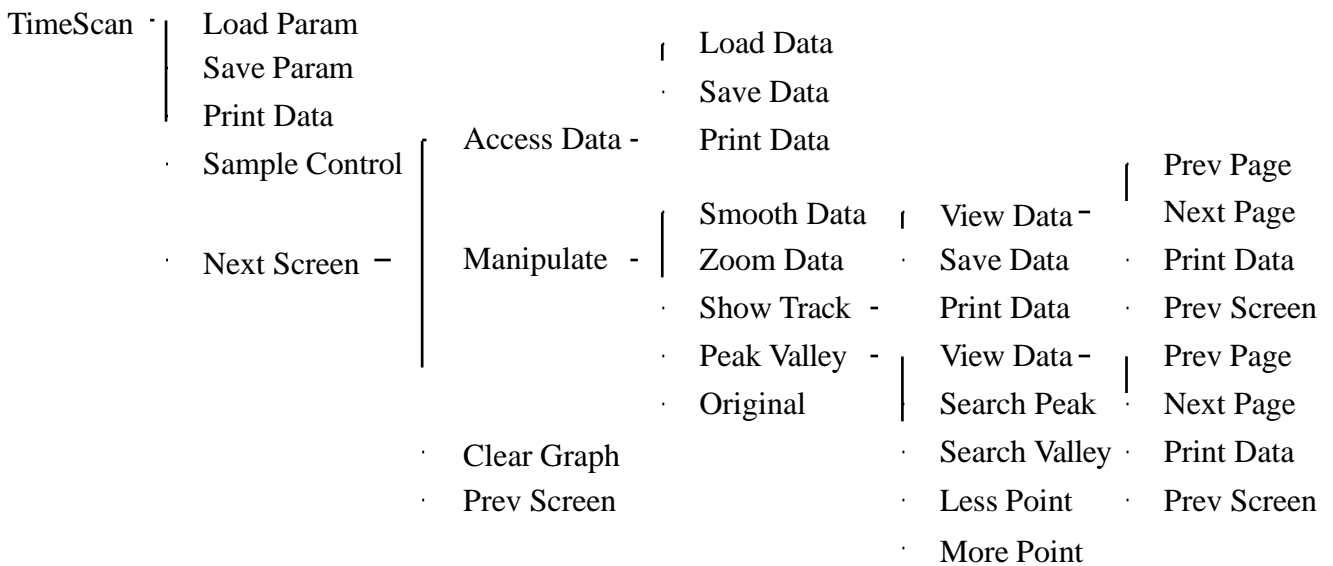 TimeScan
Load Param
Save Param
Print Data
Sample Control
Next Screen
Access Data
Manipulate
Clear Graph
Prev Screen
Load Data
Save Data
Print Data
Smooth Data
Zoom Data
Show Track
Peak Valley
Original
View Data
Save Data
Print Data
View Data
Search Peak
Search Valley
Less Point
More Point
Prev Page
Next Page
Print Data
Prev Screen
Prev Page
Next Page
Print Data
Prev Screen